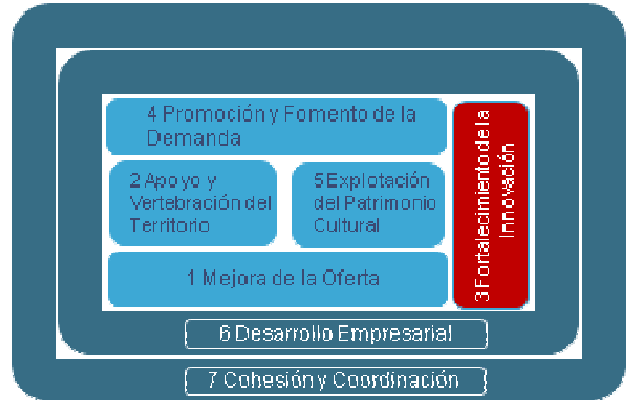 4 Promoción y Fomento de la
Demanda
2 Apoyo y
Vertebración del
Territorio
5 Explotación
del Patrimonio
Cultural
3 Fortalecimiento de la
Innovación
1 Mejora de la Oferta
6 Desarrollo Empresarial
7 Cohesión y Coordinación